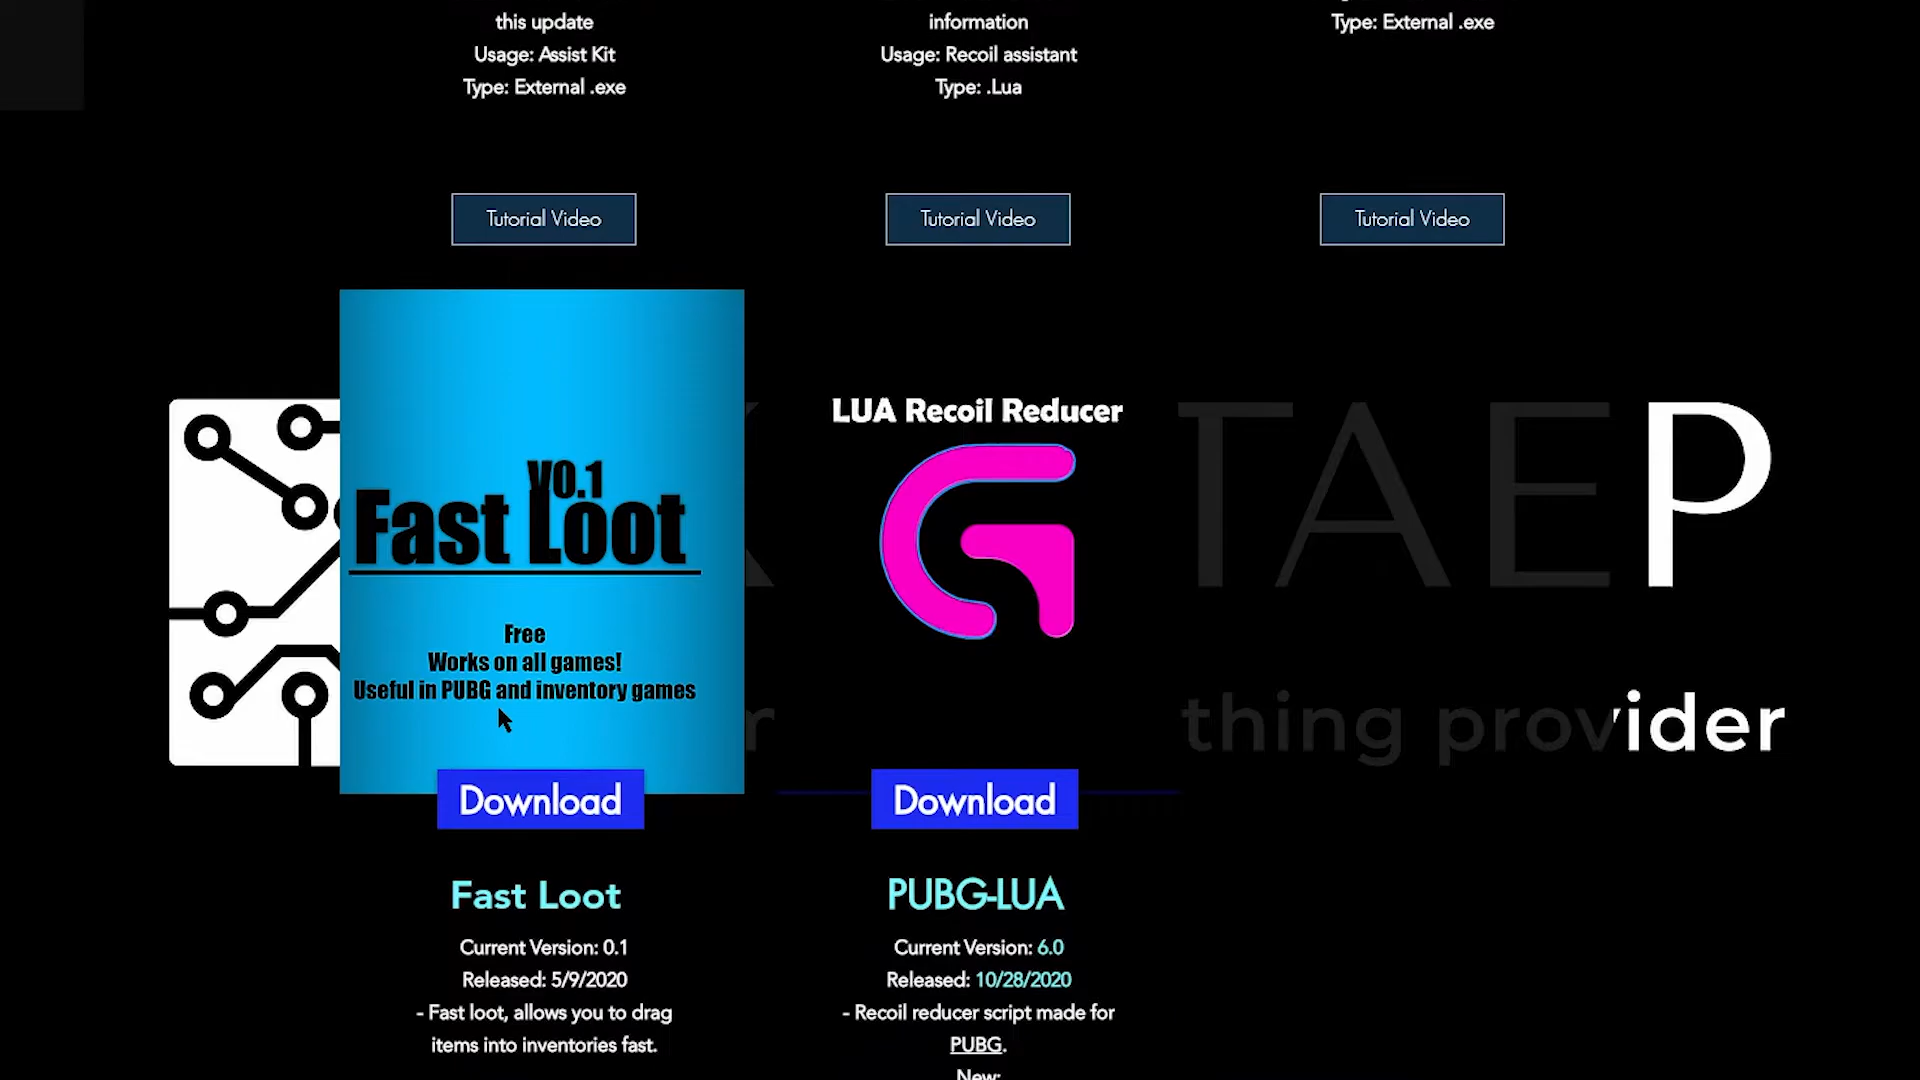 this update
Usage: Assist Kit
Type: External .exe
information
Usage: Recoil assistant
Type: .Lua
Type: External .exe
Tutorial Video
Tutorial Video
Tutorial Video
V0.1
Fast Loot
Free
Works on all games!
Useful in PUBG and inventory games
LUA Recoil Reducer
TAEP
thing provider
Download
Download
Fast Loot
Current Version: 0.1
Released: 5/9/2020
- Fast loot, allows you to drag
items into inventories fast.
PUBG-LUA
Current Version: 6.0
Released: 10/28/2020
- Recoil reducer script made for
PUBG.
New: